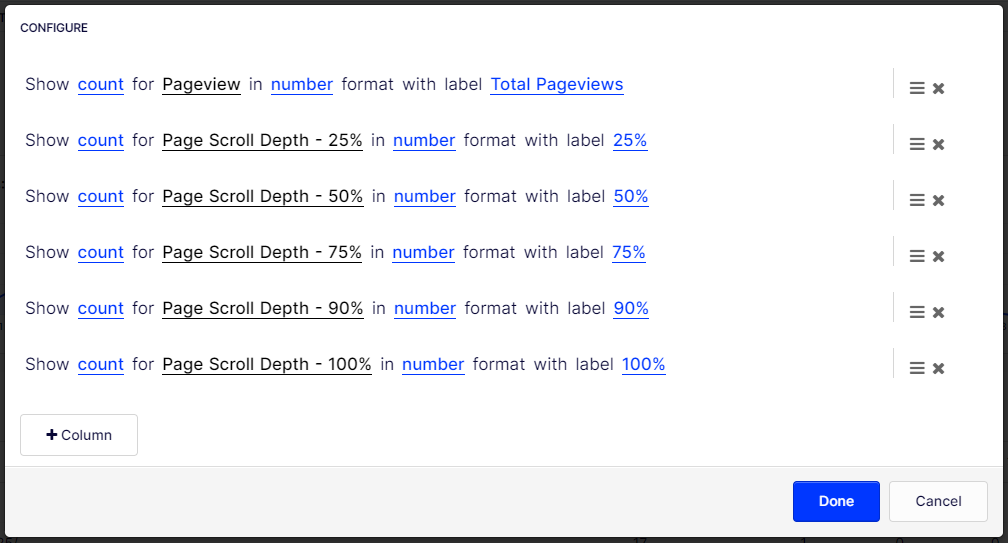 CONFIGURE
Show count for Pageview in number format with label Total Pageviews
Show count for Page Scroll Depth - 25% in number format with label 25%
Show count for Page Scroll Depth - 50% in number format with label 50%
Show count for Page Scroll Depth - 75% in number format with label 75%
Show count for Page Scroll Depth - 90% in number format with label 90%
Show count for Page Scroll Depth - 100% in number format with label 100%
+ Column
Done Cancel